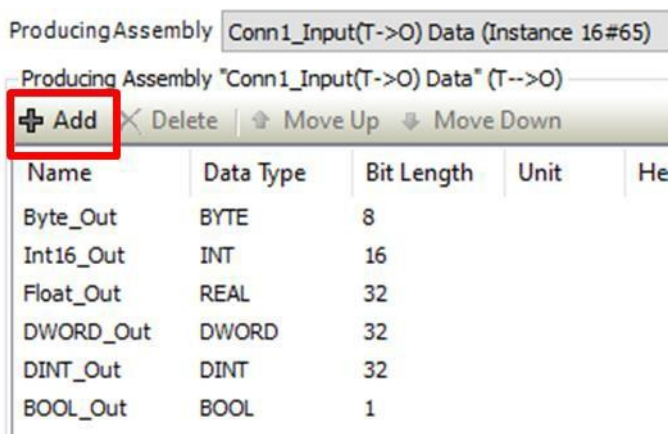 Producing Assembly Conn1_Input(T->O) Data (Instance 16#65)
Producing Assembly "Conn1_Input(T->O) Data" (T-->O)
Add Delete Move Up Move Down
Name Data Type Bit Length Unit He
Byte_Out BYTE 8
Int16_Out INT 16
Float_Out REAL 32
DWORD_Out DWORD 32
DINT_Out DINT 32
BOOL_Out BOOL 1